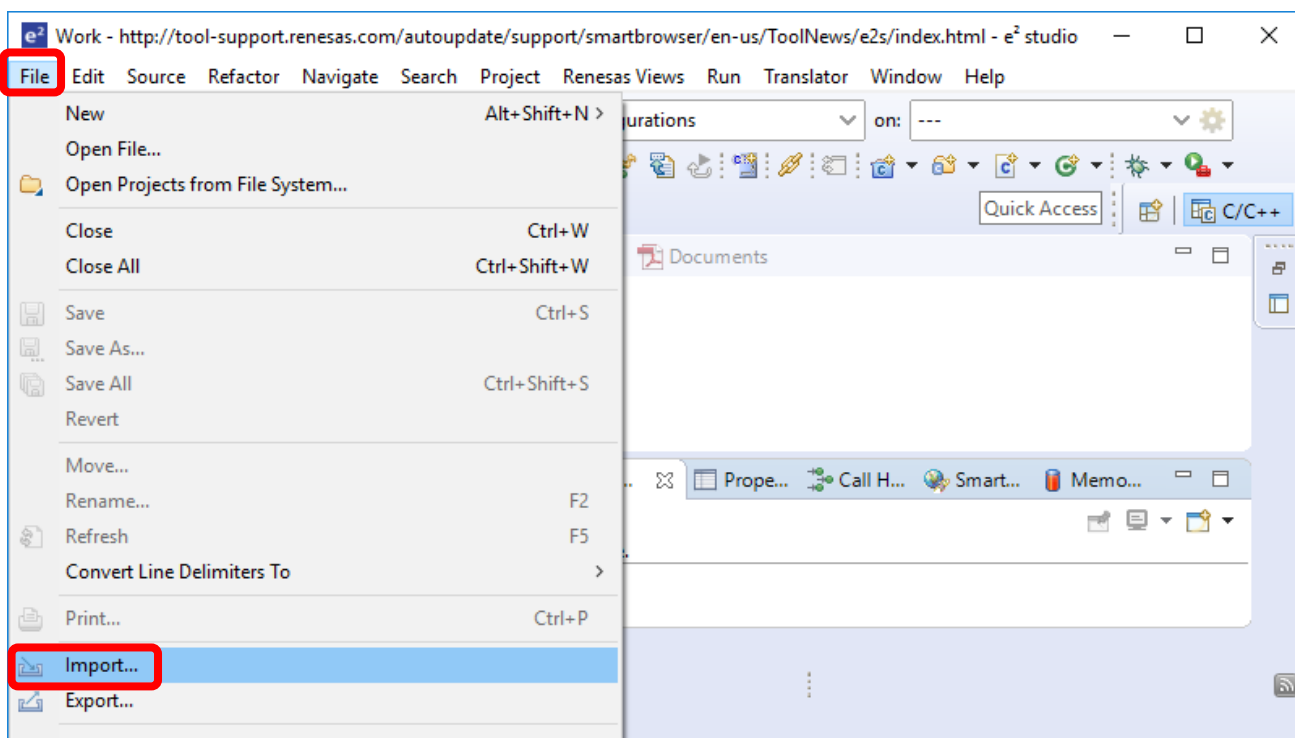 e² Work - http://tool-support.renesas.com/autoupdate/support/smartbrowser/en-us/ToolNews/e2s/index.html - e² studio
File Edit Source Refactor Navigate Search Project Renesas Views Run Translator Window Help
New Alt+Shift+N >
urations on: ---
Open File...
Open Projects from File System...
Quick Access C/C++
Close Ctrl+W
Close All Ctrl+Shift+W
Documents
Save Ctrl+S
Save As...
Save All Ctrl+Shift+S
Revert
Move...
.. Prope... Call H... Smart... Memo...
Rename... F2
Refresh F5
Convert Line Delimiters To >
Print... Ctrl+P
Import...
Export...